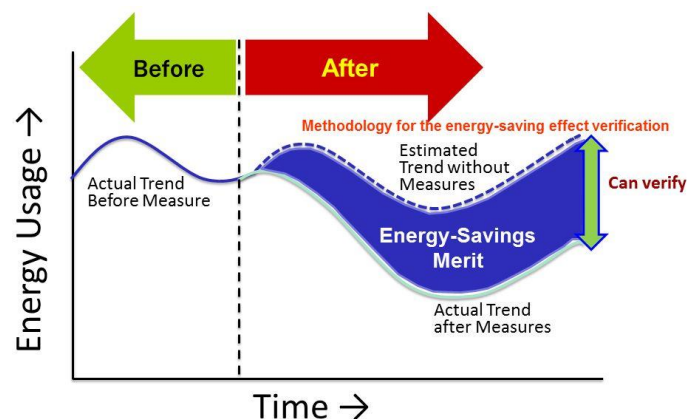 Before
After
Methodology for the energy-saving effect verification
Estimated
Trend without
Measures
Actual Trend
Before Measure
Can verify
Energy-Savings
Merit
Actual Trend
after Measures
Energy Usage →
Time →